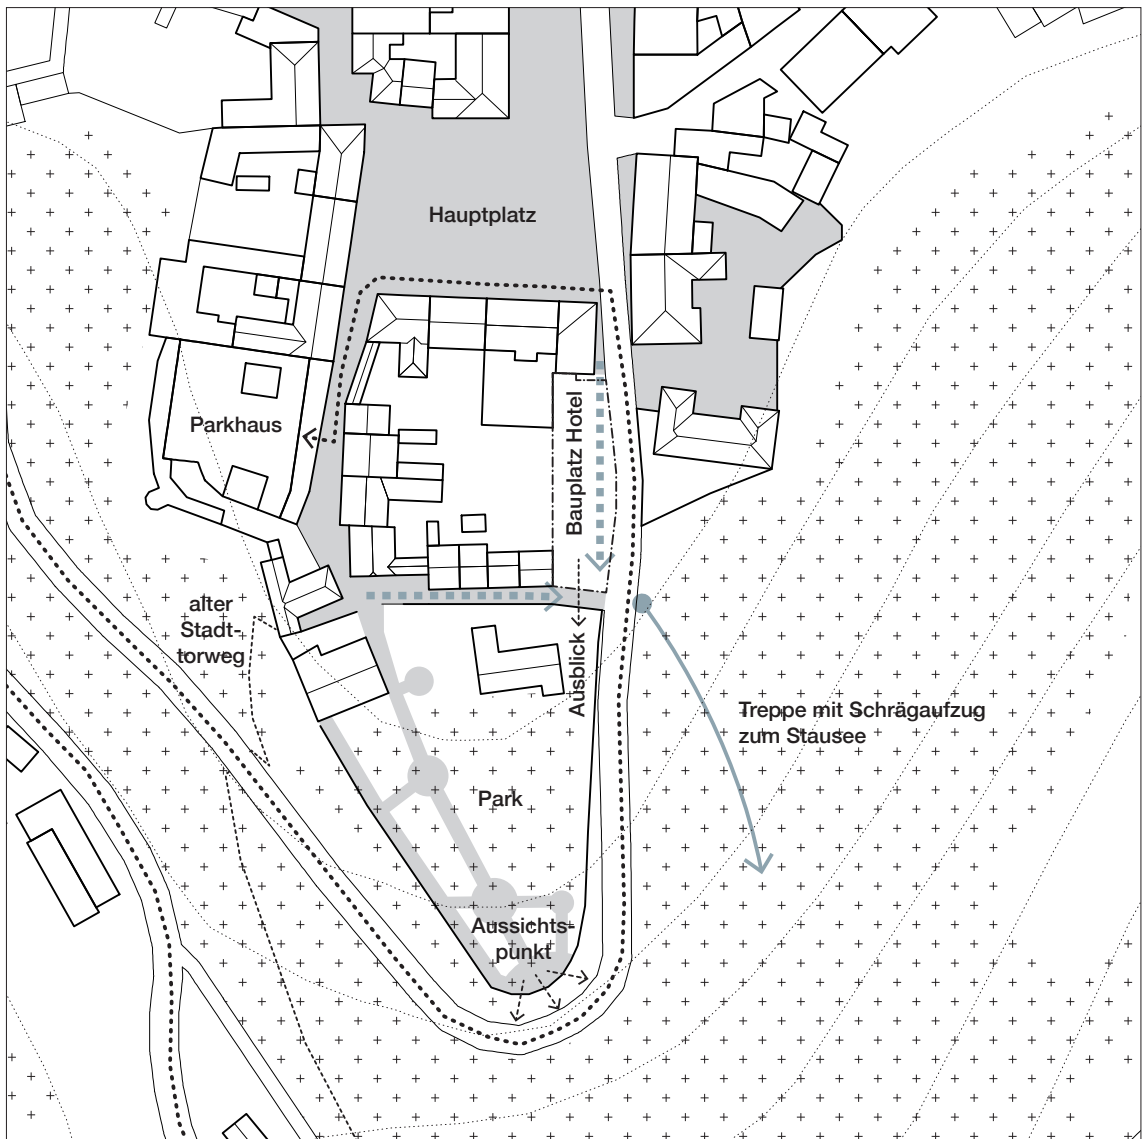 Hauptplatz
Parkhaus
Bauplatz Hotel
alter
Stadt-
torweg
Ausblick
Treppe mit Schrägaufzug
zum Stausee
Park
Aussichts-
punkt